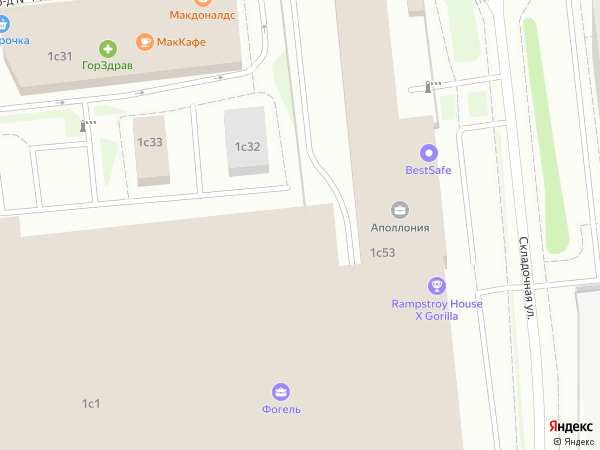 Макдоналдс
рочка
МакКафе
1с31
ГорЗдрав
1с33
1с32
BestSafe
Аполлония
1с53
Складочная ул.
Rampstroy House
X Gorilla
1с1
Фогель
Яндекс
© Яндекс